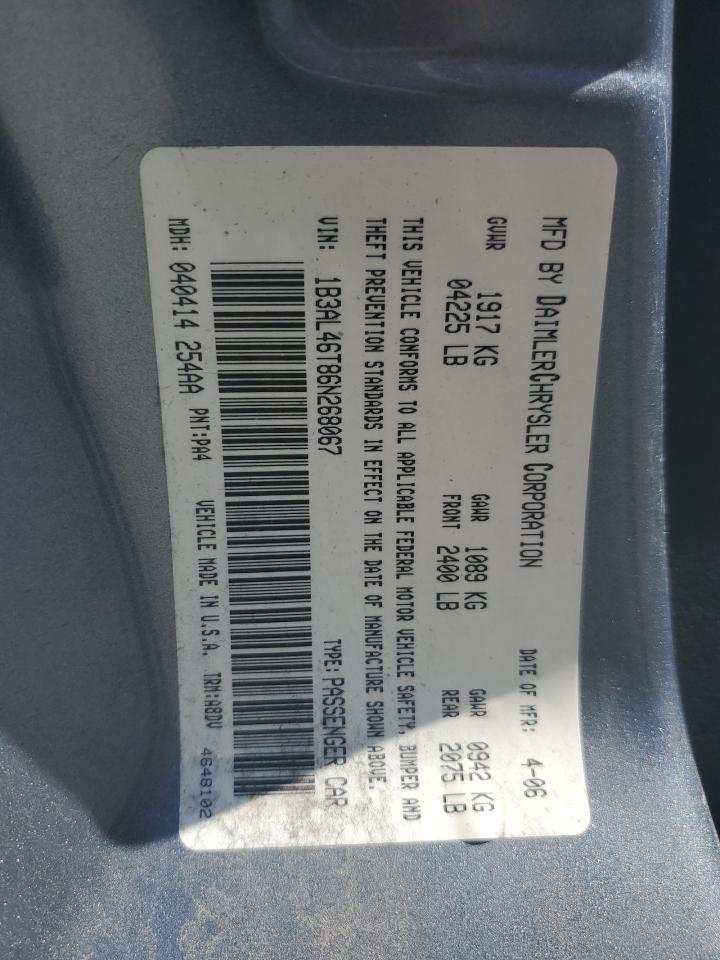 MFD BY DAIMLERCHRYSLER CORPORATION DATE OF MFR: 4-06
GVWR 1917 KG GAWR 1089 KG GAWR 0942 KG
04225 LB FRONT 2400 LB REAR 2075 LB
THIS VEHICLE CONFORMS TO ALL APPLICABLE FEDERAL MOTOR VEHICLE SAFETY, BUMPER AND
THEFT PREVENTION STANDARDS IN EFFECT ON THE DATE OF MANUFACTURE SHOWN ABOVE.
VIN: 1B3AL46T86N268067 TYPE: PASSENGER CAR
MDH: 040414 254AA PNT:PA4 VEHICLE MADE IN U.S.A. TRM:A8DV 4648102